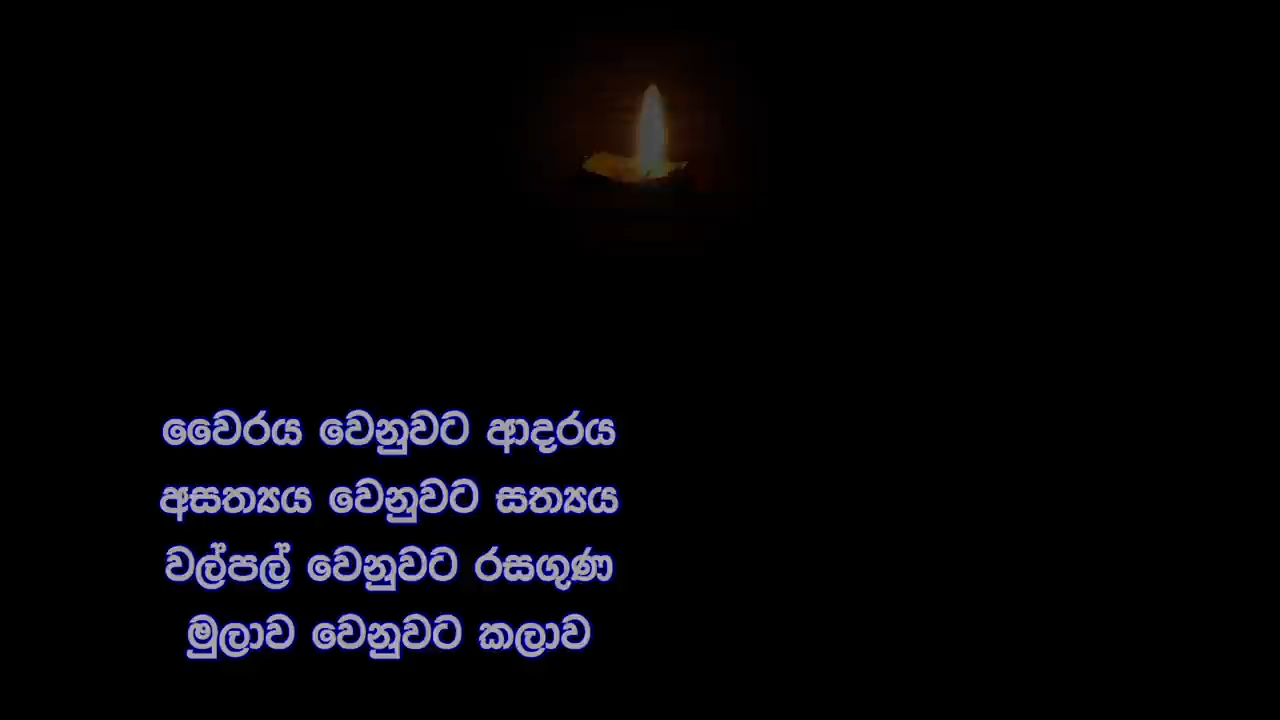 වෛරය වෙනුවට ආදරය
අසත්‍යය වෙනුවට සත්‍යය
වල්පල් වෙනුවට රසගුණ
මුලාව වෙනුවට කලාව